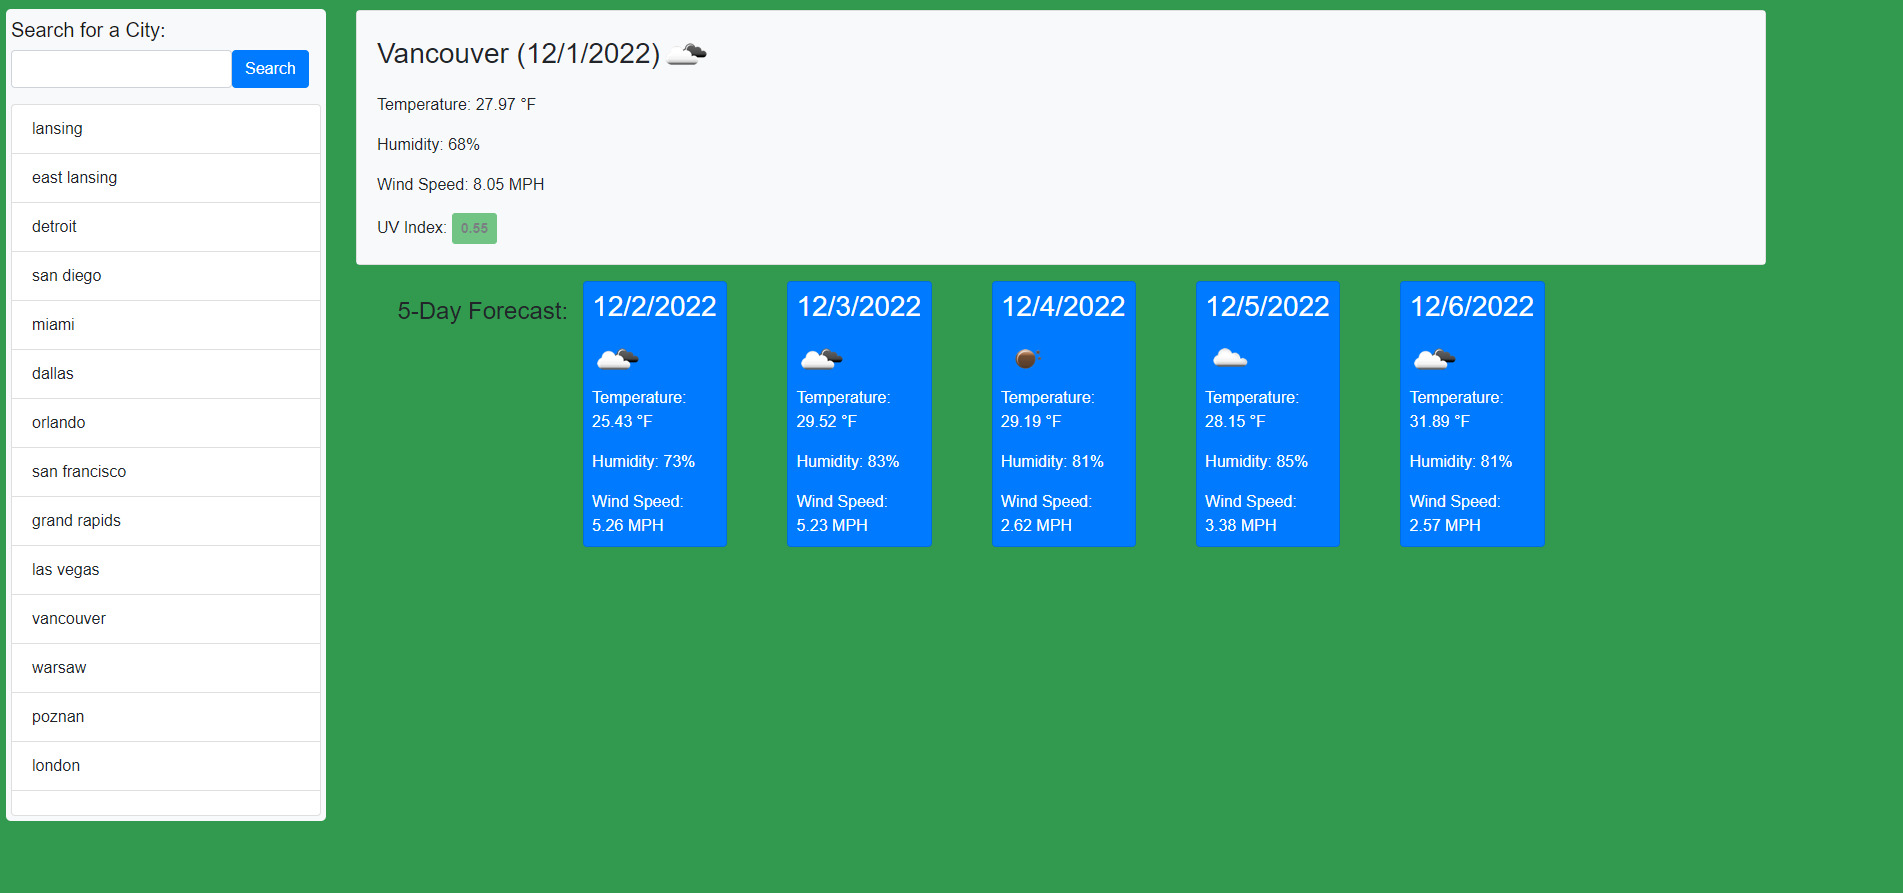 Search for a City:
Search
lansing
east lansing
detroit
san diego
miami
dallas
orlando
san francisco
grand rapids
las vegas
vancouver
warsaw
poznan
london
Vancouver (12/1/2022)
Temperature: 27.97 °F
Humidity: 68%
Wind Speed: 8.05 MPH
UV Index: 0.55
5-Day Forecast:
12/2/2022
Temperature:
25.43 °F
Humidity: 73%
Wind Speed:
5.26 MPH
12/3/2022
Temperature:
29.52 °F
Humidity: 83%
Wind Speed:
5.23 MPH
12/4/2022
Temperature:
29.19 °F
Humidity: 81%
Wind Speed:
2.62 MPH
12/5/2022
Temperature:
28.15 °F
Humidity: 85%
Wind Speed:
3.38 MPH
12/6/2022
Temperature:
31.89 °F
Humidity: 81%
Wind Speed:
2.57 MPH